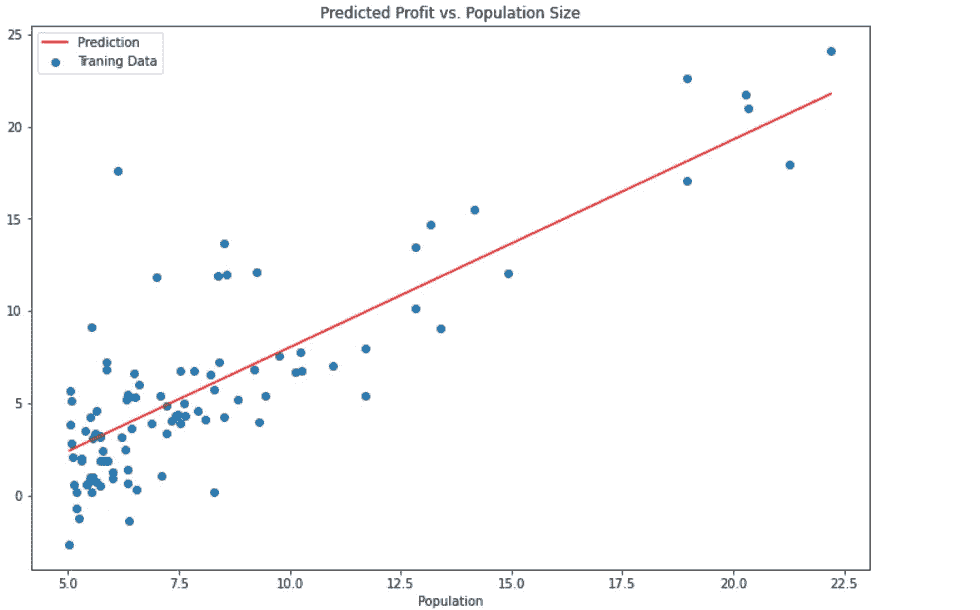 Predicted Profit vs. Population Size
25
Prediction
Traning Data
20
15
10
5
0
5.0 7.5 10.0 12.5 15.0 17.5 20.0 22.5
Population